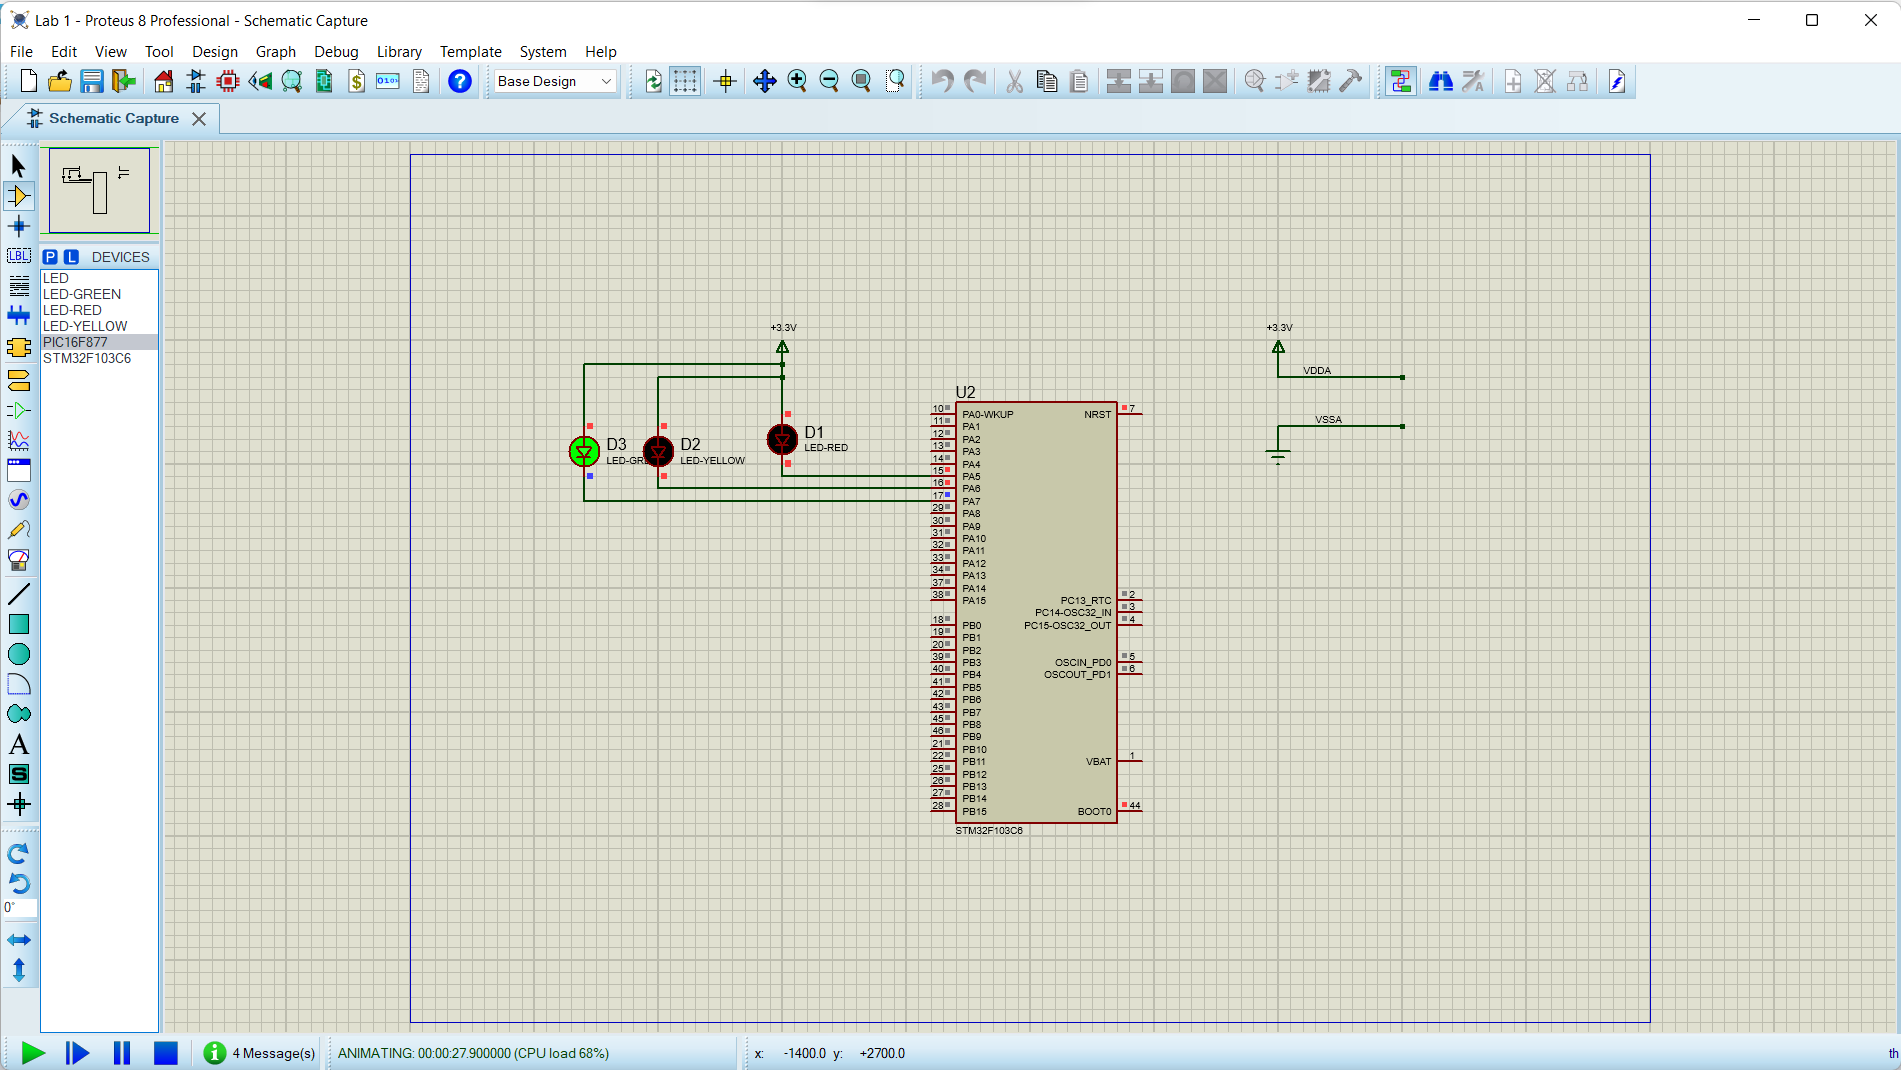 Lab 1 - Proteus 8 Professional - Schematic Capture
File Edit View Tool Design Graph Debug Library Template System Help
$ 0101 ? Base Design
Schematic Capture
P L DEVICES
LED
LED-GREEN
LED-RED
LED-YELLOW
PIC16F877
STM32F103C6
LBL
A
S
0°
+3.3V
D3
LED-GR
D2
LED-YELLOW
D1
LED-RED
+3.3V
VDDA
VSSA
U2
10 PA0-WKUP NRST 7
11 PA1
12 PA2
13 PA3
14 PA4
15 PA5
16 PA6
17 PA7
29 PA8
30 PA9
31 PA10
32 PA11
33 PA12
34 PA13
37 PA14
38 PA15 PC13_RTC 2
PC14-OSC32_IN 3
18 PB0 PC15-OSC32_OUT 4
19 PB1
20 PB2
39 PB3 OSCIN_PD0 5
40 PB4 OSCOUT_PD1 6
41 PB5
42 PB6
43 PB7
45 PB8
46 PB9
21 PB10
22 PB11 VBAT 1
25 PB12
26 PB13
27 PB14
28 PB15 BOOT0 44
STM32F103C6
4 Message(s) ANIMATING: 00:00:27.900000 (CPU load 68%) x: -1400.0 y: +2700.0 th